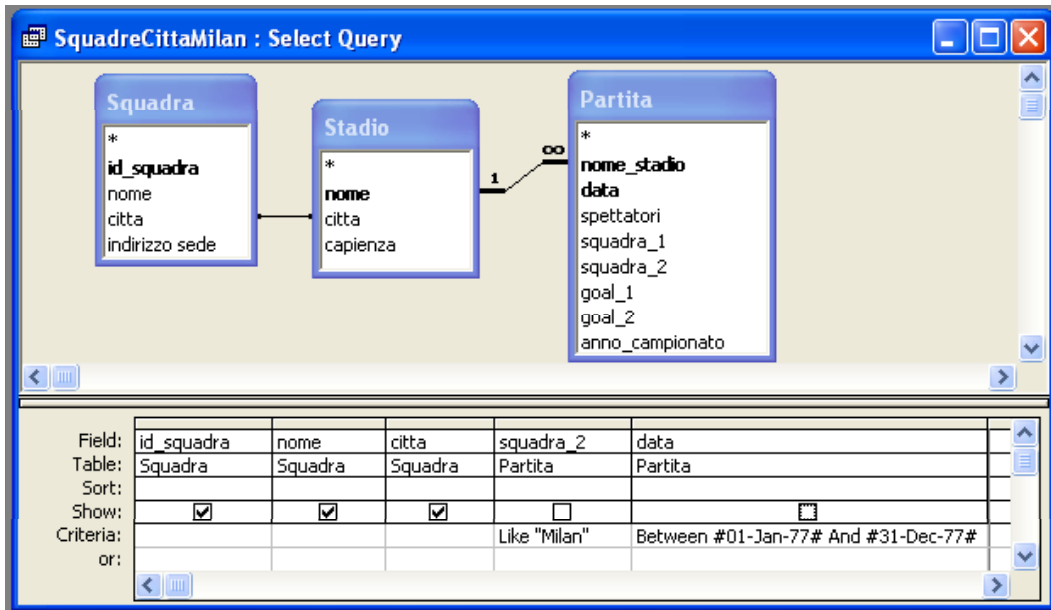 SquadreCittaMilan : Select Query
Squadra
*
id_squadra
nome
citta
indirizzo sede
Stadio
*
nome
citta
capienza
1
∞
Partita
*
nome_stadio
data
spettatori
squadra_1
squadra_2
goal_1
goal_2
anno_campionato
Field: id_squadra nome citta squadra_2 data
Table: Squadra Squadra Squadra Partita Partita
Sort:
Show:
Criteria: Like "Milan" Between #01-Jan-77# And #31-Dec-77#
or: